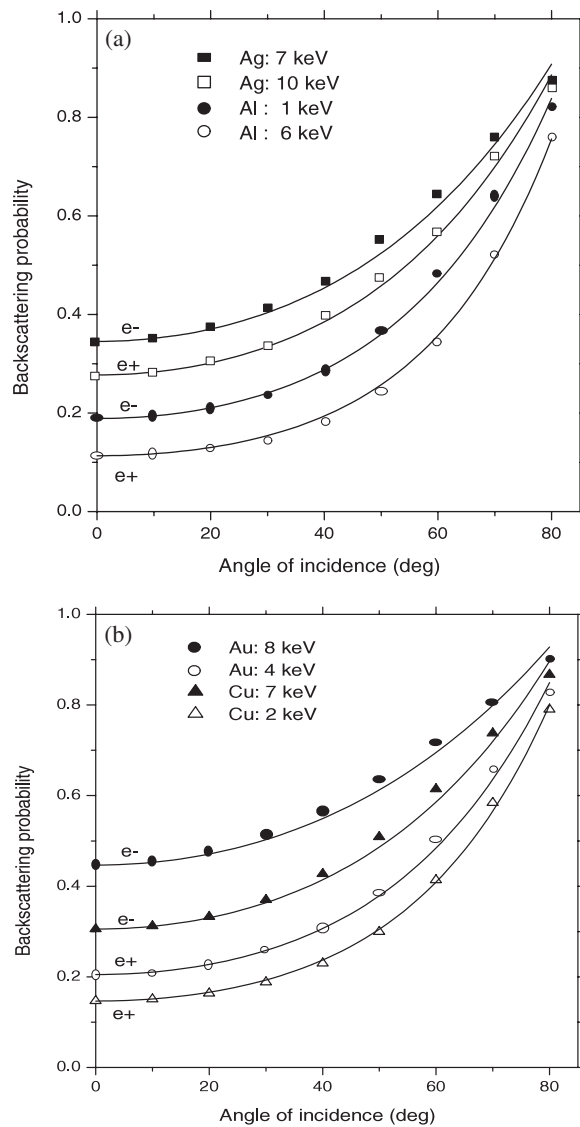 (a)
Ag: 7 keV
Ag: 10 keV
Al : 1 keV
Al : 6 keV
1.0
0.8
0.6
0.4
0.2
0.0
Backscattering probability
e-
e+
e-
e+
0 20 40 60 80
Angle of incidence (deg)
(b)
Au: 8 keV
Au: 4 keV
Cu: 7 keV
Cu: 2 keV
1.0
0.8
0.6
0.4
0.2
0.0
Backscattering probability
e-
e-
e+
e+
0 20 40 60 80
Angle of incidence (deg)